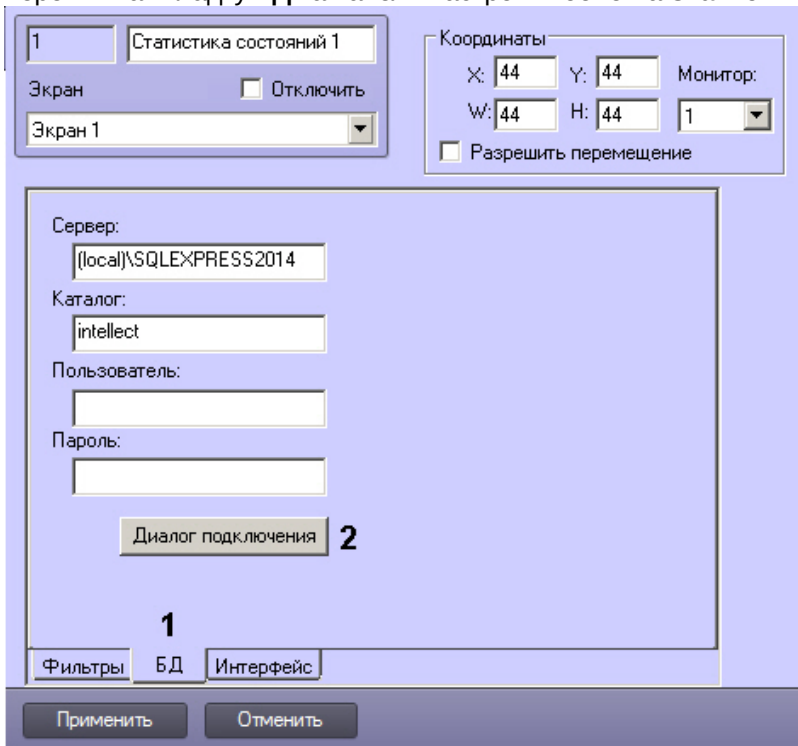 1
Статистика состояний 1
Экран
Отключить
Экран 1
Координаты
X: 44 Y: 44 Монитор:
W: 44 H: 44 1
Разрешить перемещение
Сервер:
(local)\SQLEXPRESS2014
Каталог:
intellect
Пользователь:
Пароль:
Диалог подключения 2
1
Фильтры БД Интерфейс
Применить Отменить